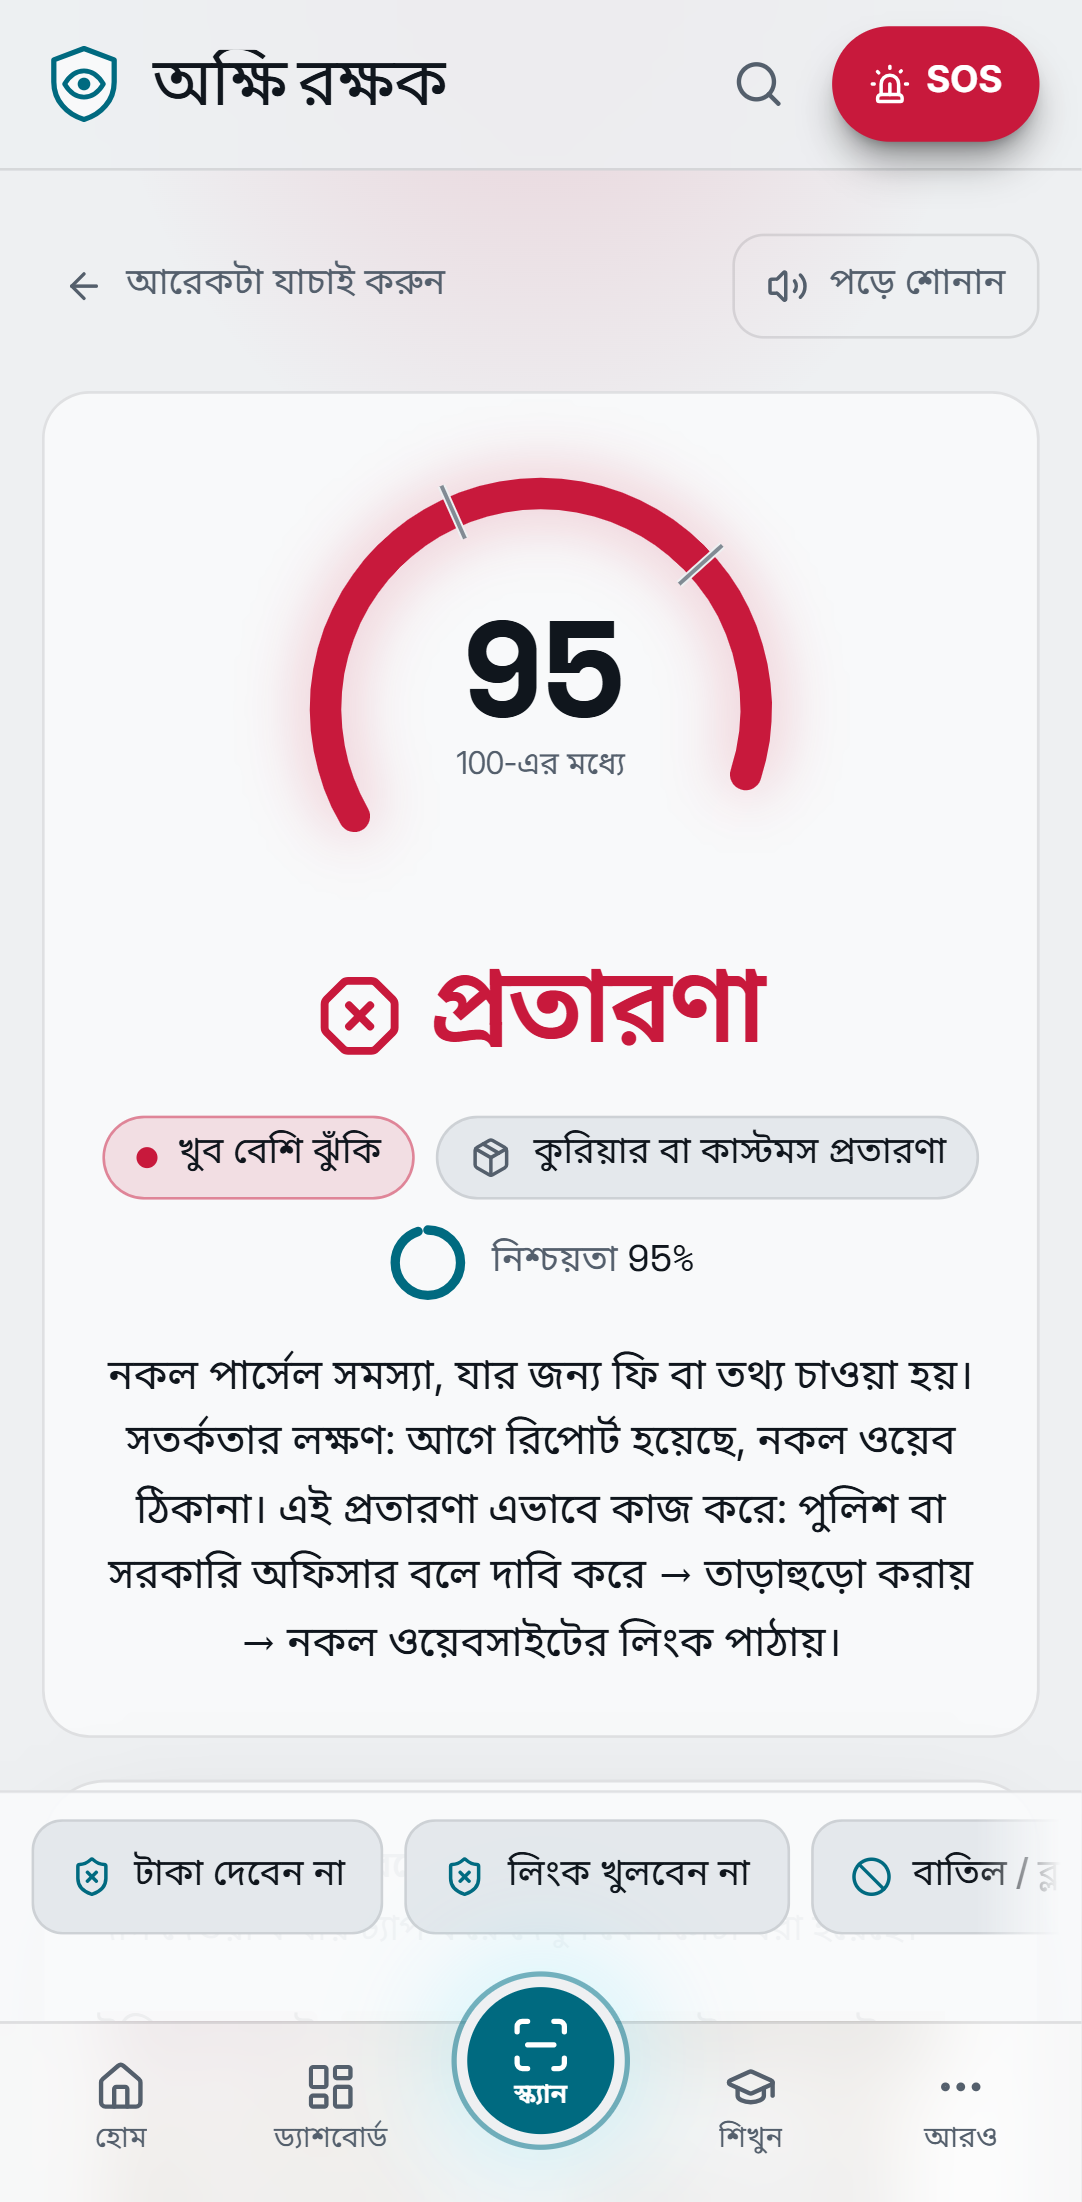 অক্ষি রক্ষক
SOS
আরেকটা যাচাই করুন
পড়ে শোনান
95
100-এর মধ্যে
প্রতারণা
খুব বেশি ঝুঁকি
কুরিয়ার বা কাস্টমস প্রতারণা
নিশ্চয়তা 95%
নকল পার্সেল সমস্যা, যার জন্য ফি বা তথ্য চাওয়া হয়।
সতর্কতার লক্ষণ: আগে রিপোর্ট হয়েছে, নকল ওয়েব
ঠিকানা। এই প্রতারণা এভাবে কাজ করে: পুলিশ বা
সরকারি অফিসার বলে দাবি করে → তাড়াহুড়ো করায়
→ নকল ওয়েবসাইটের লিংক পাঠায়।
টাকা দেবেন না
লিংক খুলবেন না
বাতিল /
স্ক্যান
হোম
ড্যাশবোর্ড
শিখুন
আরও